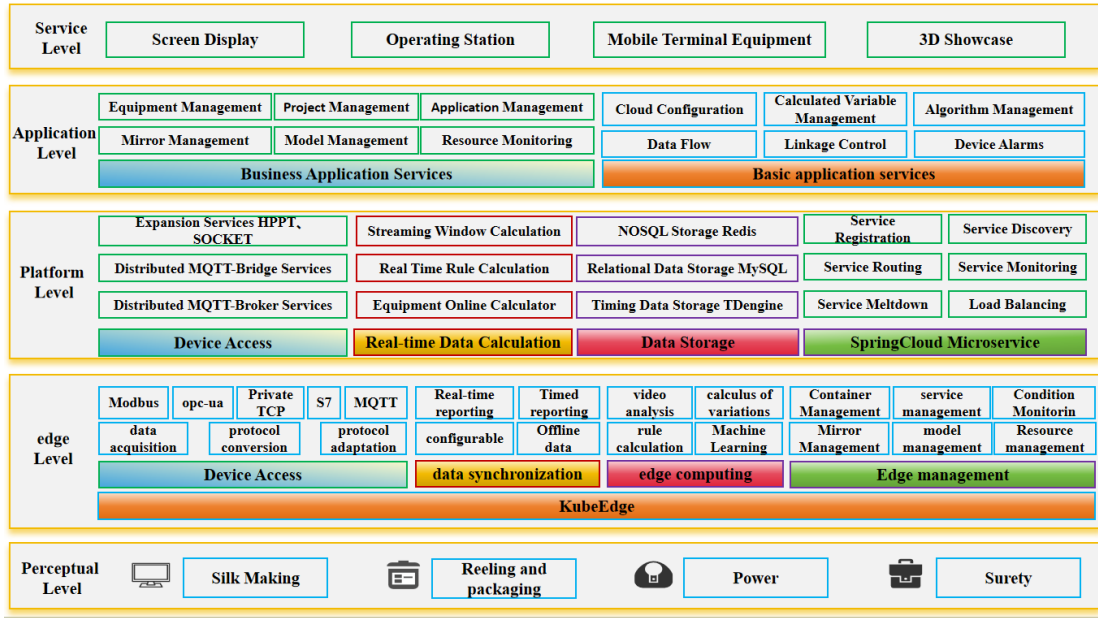 Service
Level
Screen Display
Operating Station
Mobile Terminal Equipment
3D Showcase
Application
Level
Equipment Management
Project Management
Application Management
Mirror Management
Model Management
Resource Monitoring
Business Application Services
Cloud Configuration
Calculated Variable
Management
Algorithm Management
Data Flow
Linkage Control
Device Alarms
Basic application services
Platform
Level
Expansion Services HPPT、
SOCKET
Distributed MQTT-Bridge Services
Distributed MQTT-Broker Services
Device Access
Streaming Window Calculation
Real Time Rule Calculation
Equipment Online Calculator
Real-time Data Calculation
NOSQL Storage Redis
Relational Data Storage MySQL
Timing Data Storage TDengine
Data Storage
Service
Registration
Service Discovery
Service Routing
Service Monitoring
Service Meltdown
Load Balancing
SpringCloud Microservice
edge
Level
Modbus
opc-ua
Private
TCP
S7
MQTT
data
acquisition
protocol
conversion
protocol
adaptation
Device Access
Real-time
reporting
Timed
reporting
configurable
Offline
data
data synchronization
video
analysis
calculus of
variations
rule
calculation
Machine
Learning
edge computing
Container
Management
service
management
Condition
Monitorin
Mirror
Management
model
management
Resource
management
Edge management
KubeEdge
Perceptual
Level
Silk Making
Reeling and
packaging
Power
Surety